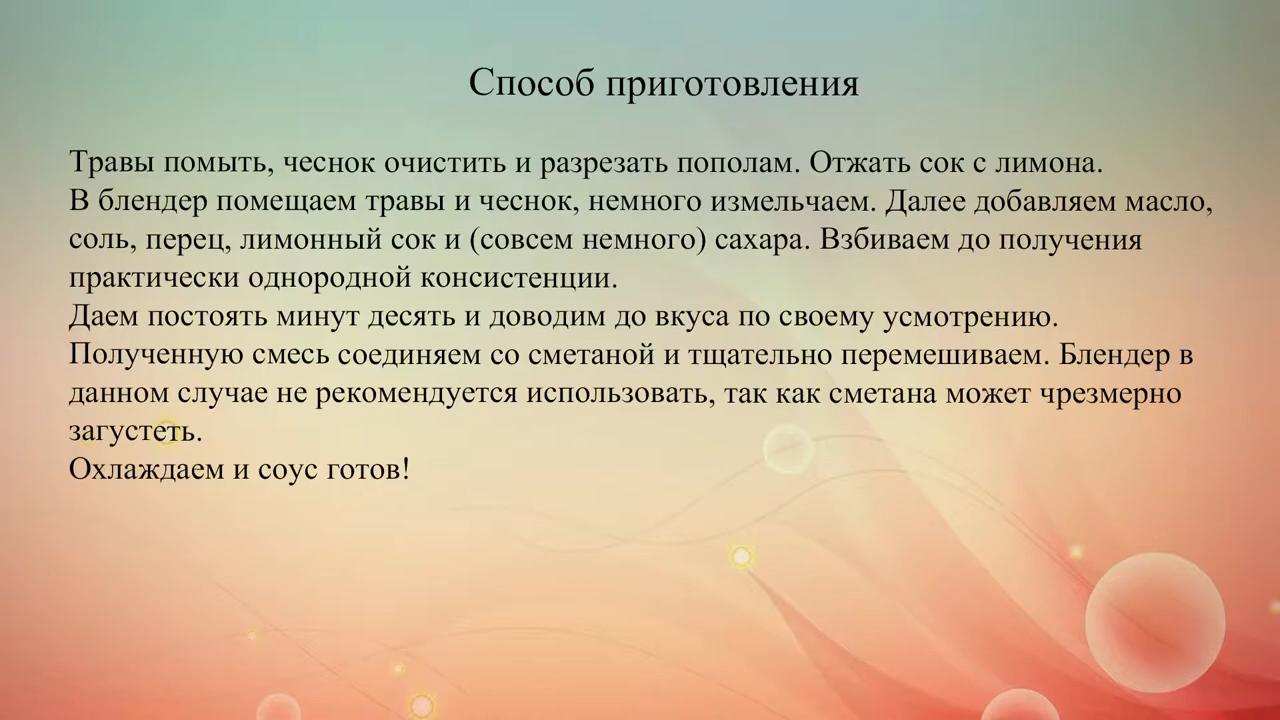 Способ приготовления
Травы помыть, чеснок очистить и разрезать пополам. Отжать сок с лимона.
В блендер помещаем травы и чеснок, немного измельчаем. Далее добавляем масло,
соль, перец, лимонный сок и (совсем немного) сахара. Взбиваем до получения
практически однородной консистенции.
Даем постоять минут десять и доводим до вкуса по своему усмотрению.
Полученную смесь соединяем со сметаной и тщательно перемешиваем. Блендер в
данном случае не рекомендуется использовать, так как сметана может чрезмерно
загустеть.
Охлаждаем и соус готов!